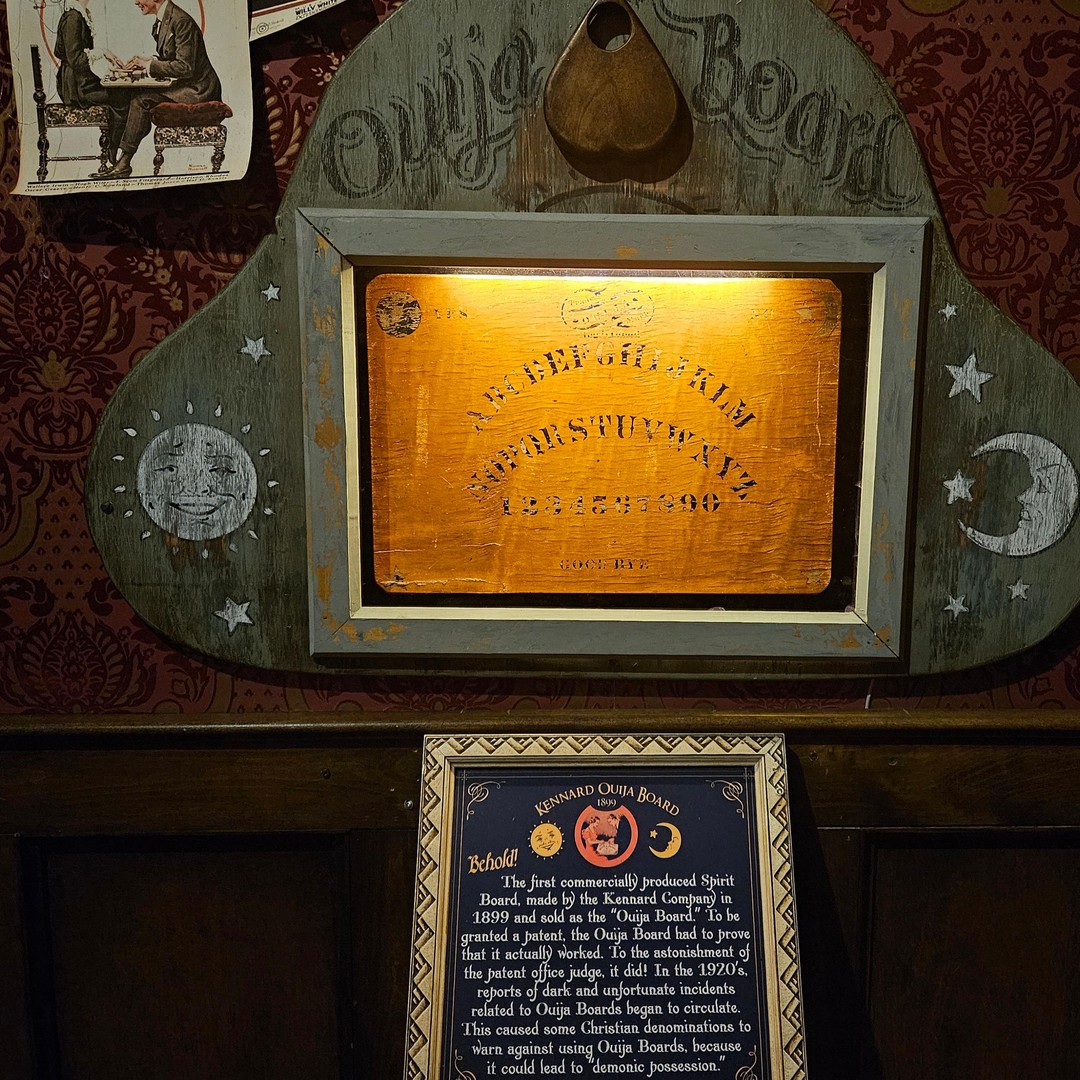 WILLY WHITE
Ouija Board
YES
ABCDEFGHIJKLM
NOPQRSTUVWXYZ
1234567890
GOOD BYE
KENNARD OUIJA BOARD
1899
Behold!
The first commercially produced Spirit
Board, made by the Kennard Company in
1899 and sold as the "Ouija Board." To be
granted a patent, the Ouija Board had to prove
that it actually worked. To the astonishment of
the patent office judge, it did! In the 1920's,
reports of dark and unfortunate incidents
related to Ouija Boards began to circulate.
This caused some Christian denominations to
warn against using Ouija Boards, because
it could lead to "demonic possession."